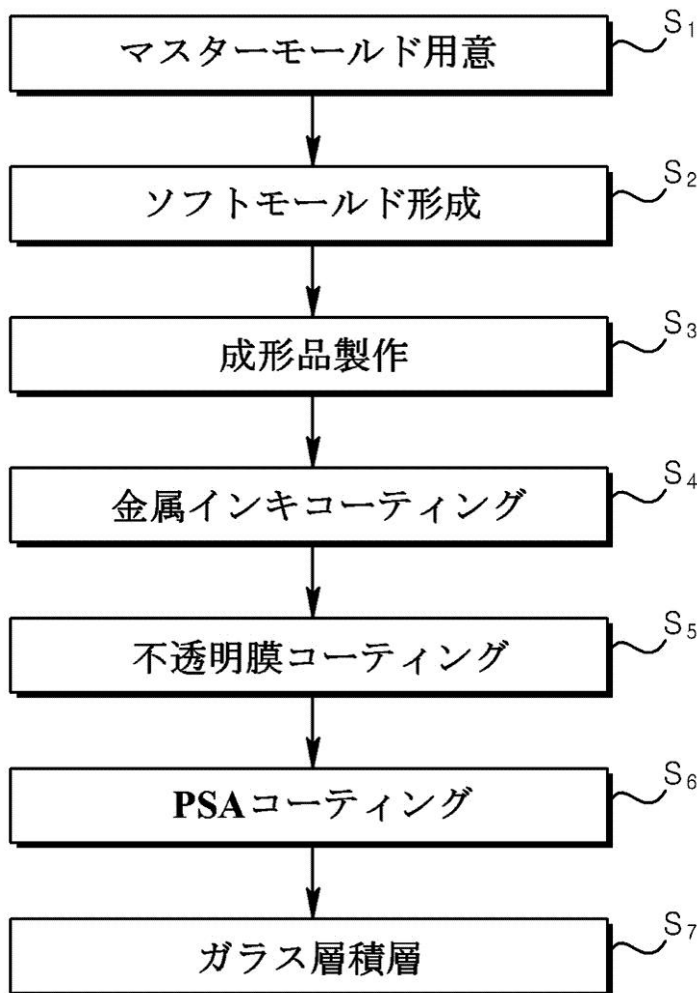 マスターモールド用意 S1
ソフトモールド形成 S2
成形品製作 S3
金属インキコーティング S4
不透明膜コーティング S5
PSAコーティング S6
ガラス層積層 S7